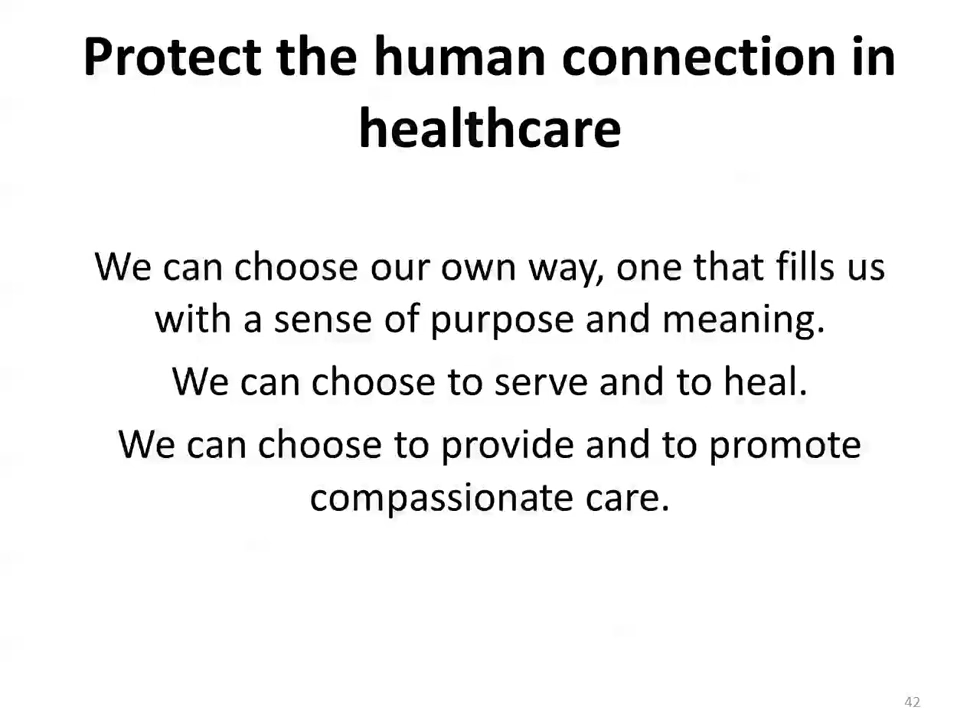 Protect the human connection in
healthcare
We can choose our own way, one that fills us
with a sense of purpose and meaning.
We can choose to serve and to heal.
We can choose to provide and to promote
compassionate care.
42